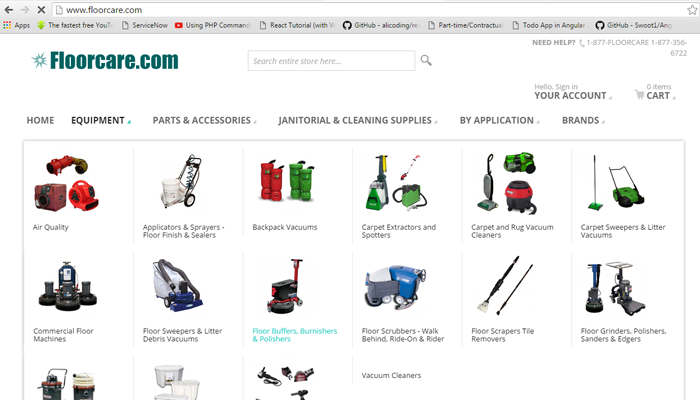 www.floorcare.com
Apps
The fastest free YouT
ServiceNow
Using PHP Command
React Tutorial (with W
GitHub - alicoding/re
Part-time/Contractua
Todo App in Angular
GitHub - Swoot1/Ang
NEED HELP? 1-877-FLOORCARE 1-877-356-
6722
Floorcare.com
Search entire store here...
Hello. Sign in
YOUR ACCOUNT
0 items
CART
HOME
EQUIPMENT
PARTS & ACCESSORIES
JANITORIAL & CLEANING SUPPLIES
BY APPLICATION
BRANDS
Air Quality
Applicators & Sprayers -
Floor Finish & Sealers
Backpack Vacuums
Carpet Extractors and
Spotters
Carpet and Rug Vacuum
Cleaners
Carpet Sweepers & Litter
Vacuums
Commercial Floor
Machines
Floor Sweepers & Litter
Debris Vacuums
Floor Buffers, Burnishers
& Polishers
Floor Scrubbers - Walk
Behind, Ride-On & Rider
Floor Scrapers Tile
Removers
Floor Grinders, Polishers,
Sanders & Edgers
Vacuum Cleaners